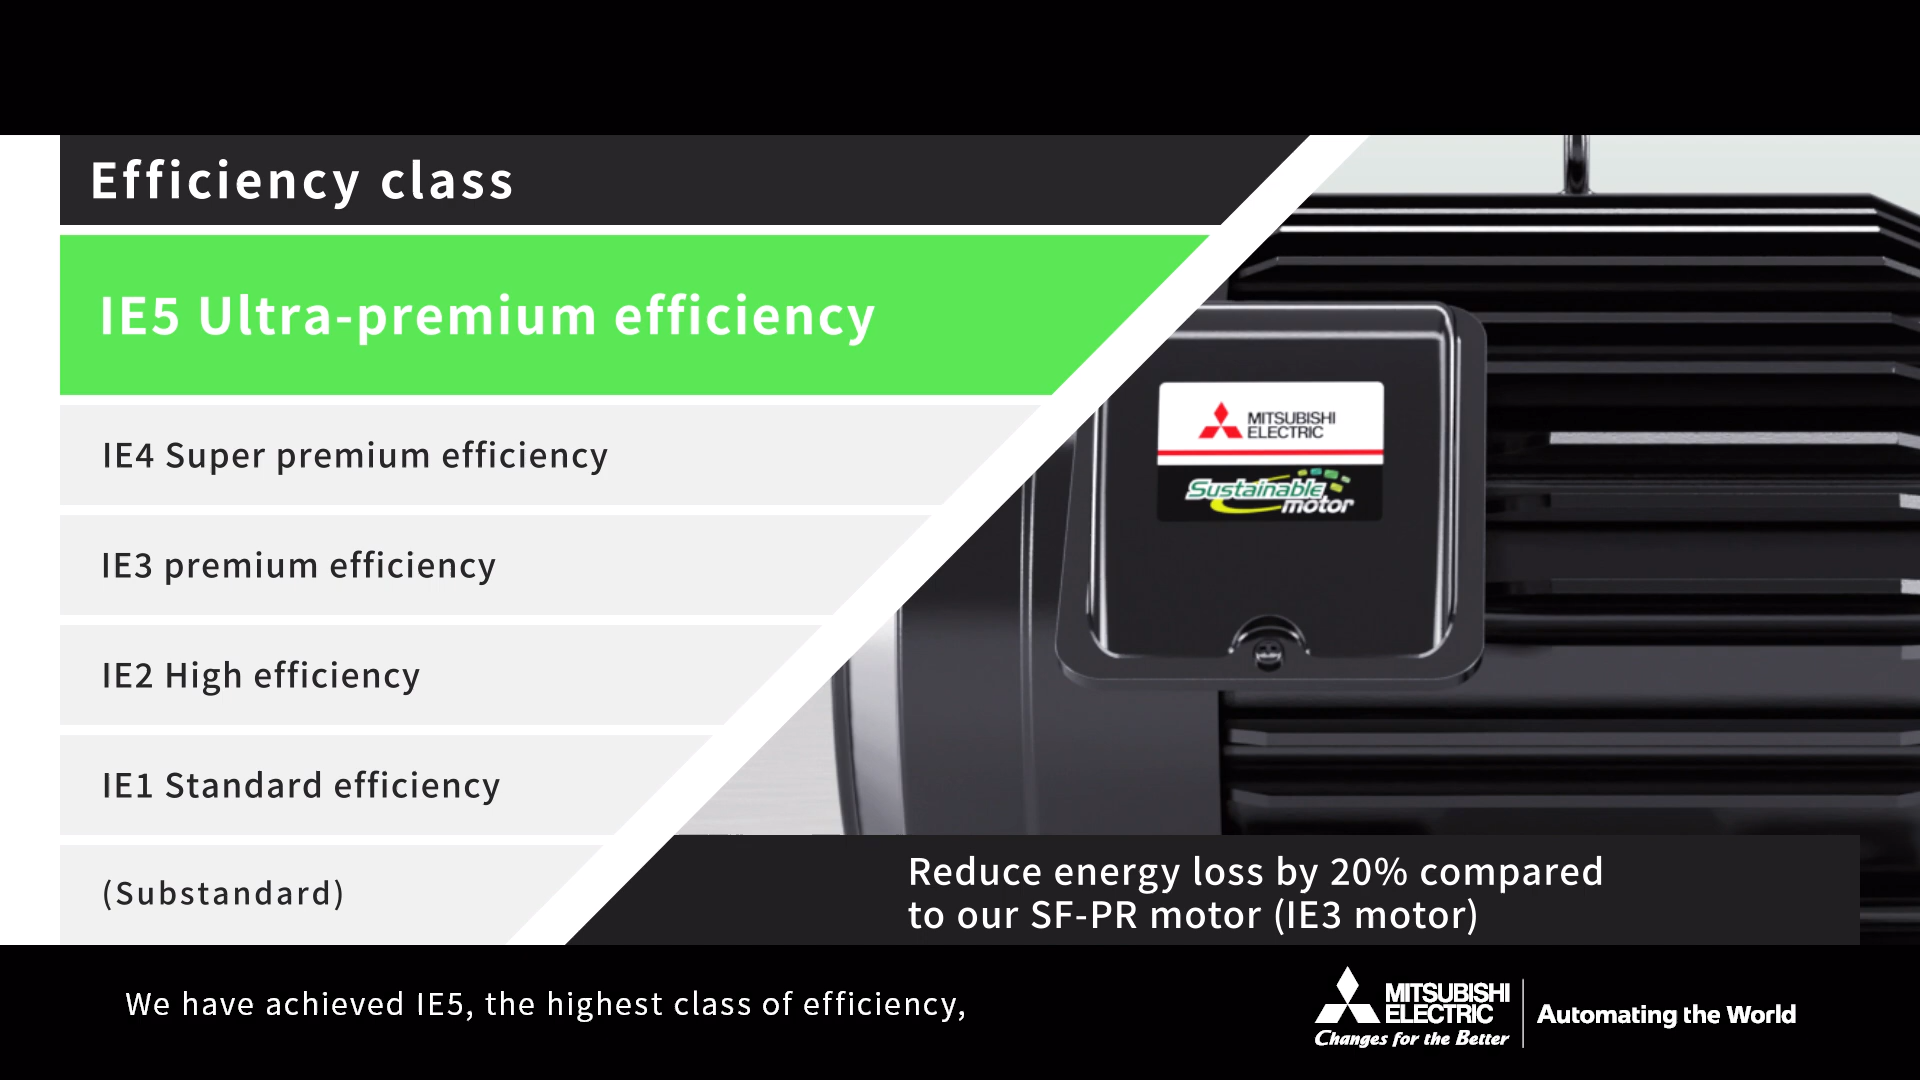 Efficiency class
IE5 Ultra-premium efficiency
IE4 Super premium efficiency
IE3 premium efficiency
IE2 High efficiency
IE1 Standard efficiency
(Substandard)
MITSUBISHI
ELECTRIC
Sustainable
motor
Reduce energy loss by 20% compared
to our SF-PR motor (IE3 motor)
We have achieved IE5, the highest class of efficiency,
MITSUBISHI
ELECTRIC
Changes for the Better
Automating the World